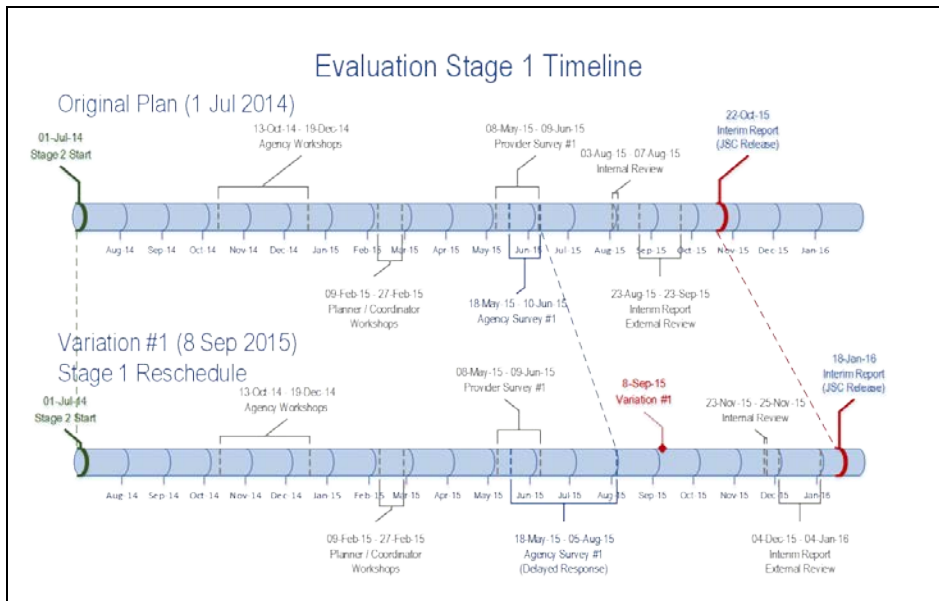 Evaluation Stage 1 Timeline
Original Plan (1 Jul 2014)
01-Jul-14
Stage 2 Start
13-Oct-14 - 19-Dec-14
Agency Workshops
08-May-15 - 09-Jun-15
Provider Survey #1
03-Aug-15 - 07-Aug-15
Internal Review
22-Oct-15
Interim Report
(JSC Release)
Aug-14 Sep-14 Oct-14 Nov-14 Dec-14 Jan-15 Feb-15 Mar-15 Apr-15 May-15 Jun-15 Jul-15 Aug-15 Sep-15 Oct-15 Nov-15 Dec-15 Jan-16
09-Feb-15 - 27-Feb-15
Planner / Coordinator
Workshops
18-May-15 - 10-Jun-15
Agency Survey #1
23-Aug-15 - 23-Sep-15
Interim Report
External Review
Variation #1 (8 Sep 2015)
Stage 1 Reschedule
01-Jul-14
Stage 2 Start
13-Oct-14 - 19-Dec-14
Agency Workshops
08-May-15 - 09-Jun-15
Provider Survey #1
8-Sep-15
Variation #1
23-Nov-15 - 25-Nov-15
Internal Review
18-Jan-16
Interim Report
(JSC Release)
Aug-14 Sep-14 Oct-14 Nov-14 Dec-14 Jan-15 Feb-15 Mar-15 Apr-15 May-15 Jun-15 Jul-15 Aug-15 Sep-15 Oct-15 Nov-15 Dec-15 Jan-16
09-Feb-15 - 27-Feb-15
Planner / Coordinator
Workshops
18-May-15 - 05-Aug-15
Agency Survey #1
(Delayed Response)
04-Dec-15 - 04-Jan-16
Interim Report
External Review